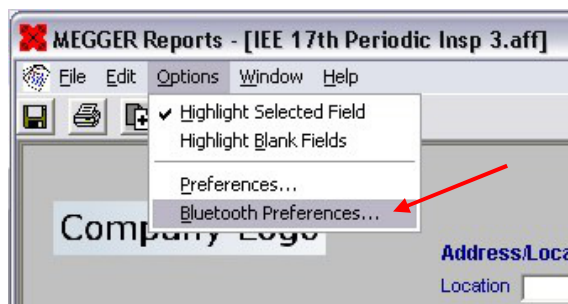 MEGGER Reports - [IEE 17th Periodic Insp 3.aff]
File Edit Options Window Help
Highlight Selected Field
Highlight Blank Fields
Preferences...
Bluetooth Preferences...
Company Logo
Address/Loca
Location